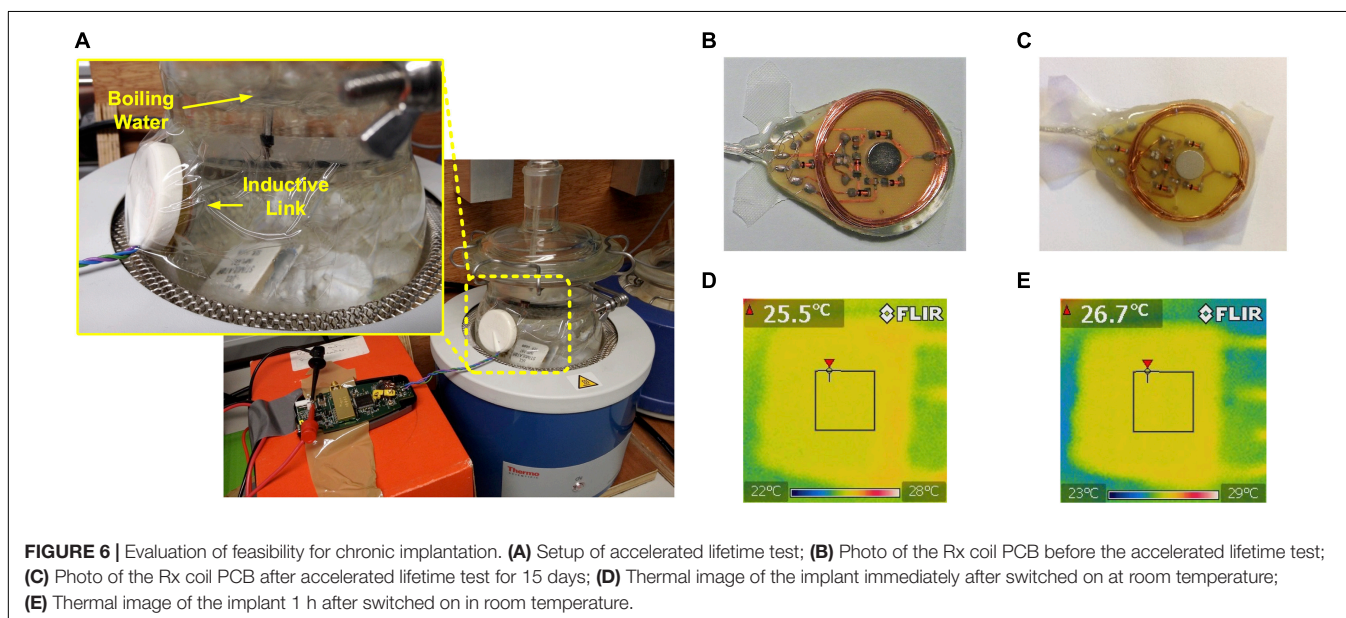 A
Boiling
Water
Inductive
Link
Thermo
SCIENTIFIC
B
C
D
25.5°C
FLIR
22°C
28°C
E
26.7°C
FLIR
23°C
29°C
FIGURE 6 | Evaluation of feasibility for chronic implantation. (A) Setup of accelerated lifetime test; (B) Photo of the Rx coil PCB before the accelerated lifetime test;
(C) Photo of the Rx coil PCB after accelerated lifetime test for 15 days; (D) Thermal image of the implant immediately after switched on at room temperature;
(E) Thermal image of the implant 1 h after switched on in room temperature.